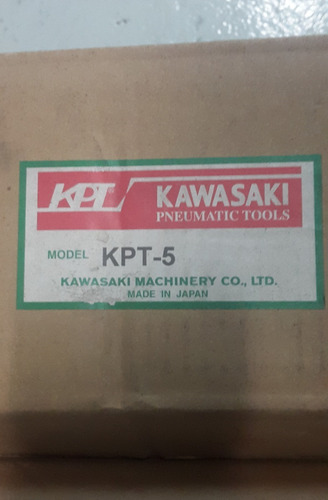 KPT KAWASAKI
PNEUMATIC TOOLS
MODEL KPT-5
KAWASAKI MACHINERY CO., LTD.
MADE IN JAPAN